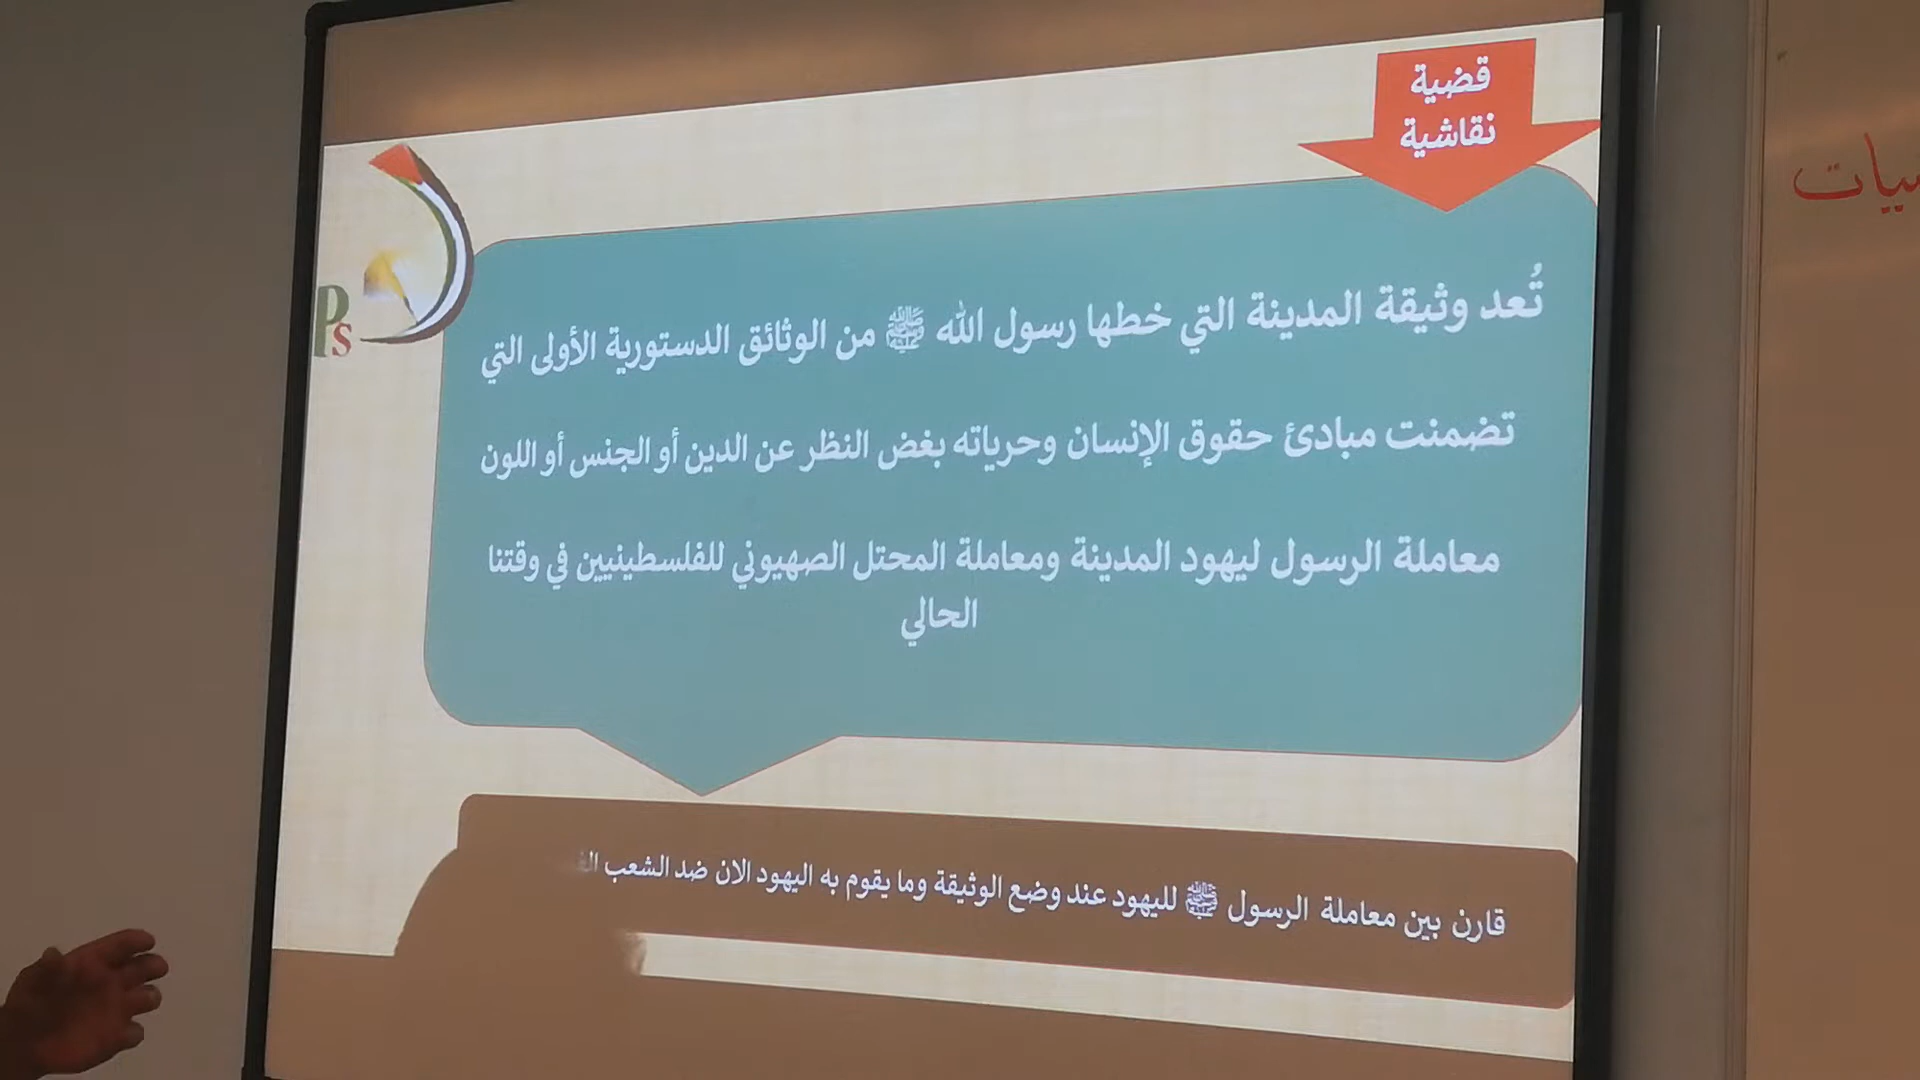 قضية
نقاشية
تُعد وثيقة المدينة التي خطها رسول الله ﷺ من الوثائق الدستورية الأولى التي
تضمنت مبادئ حقوق الإنسان وحرياته بغض النظر عن الدين أو الجنس أو اللون
معاملة الرسول ليهود المدينة ومعاملة المحتل الصهيوني للفلسطينيين في وقتنا
الحالي
قارن بين معاملة الرسول ﷺ لليهود عند وضع الوثيقة وما يقوم به اليهود الان ضد الشعب
Ps